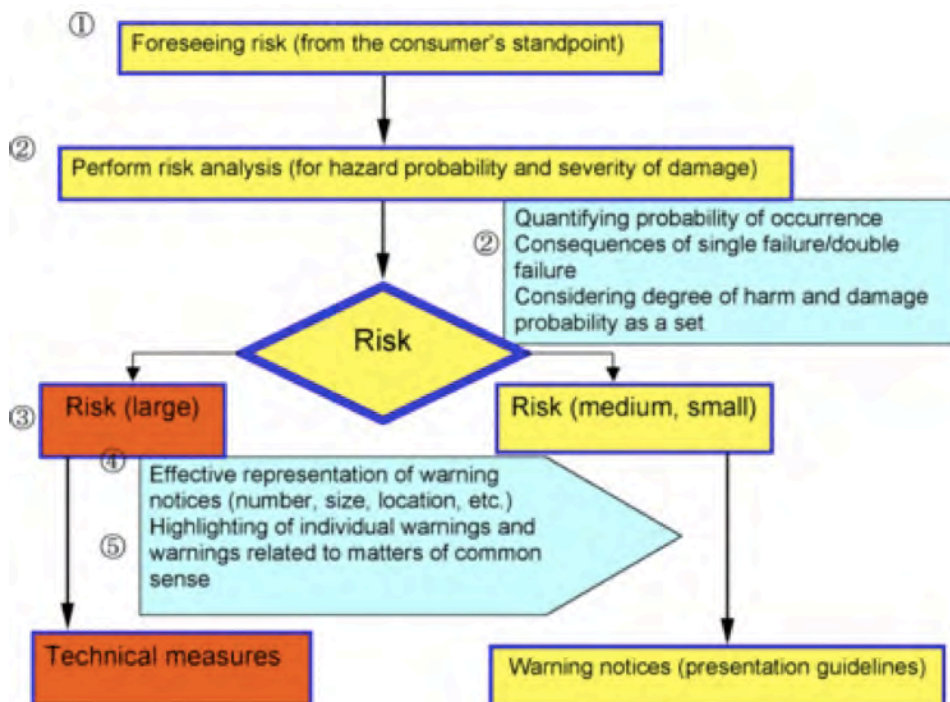 ①
Foreseeing risk (from the consumer's standpoint)
②
Perform risk analysis (for hazard probability and severity of damage)
②
Quantifying probability of occurrence
Consequences of single failure/double
failure
Considering degree of harm and damage
probability as a set
Risk
③
Risk (large)
Risk (medium, small)
④
Effective representation of warning
notices (number, size, location, etc.)
⑤
Highlighting of individual warnings and
warnings related to matters of common
sense
Technical measures
Warning notices (presentation guidelines)